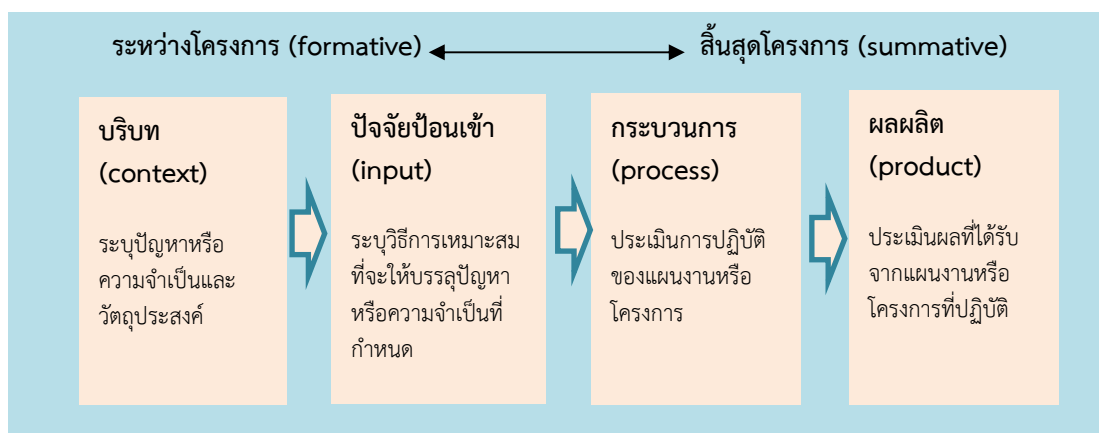 ระหว่างโครงการ (formative) สิ้นสุดโครงการ (summative)
บริบท
(context)
ระบุปัญหาหรือ
ความจำเป็นและ
วัตถุประสงค์
ปัจจัยป้อนเข้า
(input)
ระบุวิธีการเหมาะสม
ที่จะให้บรรลุปัญหา
หรือความจำเป็นที่
กำหนด
กระบวนการ
(process)
ประเมินการปฏิบัติ
ของแผนงานหรือ
โครงการ
ผลผลิต
(product)
ประเมินผลที่ได้รับ
จากแผนงานหรือ
โครงการที่ปฏิบัติ